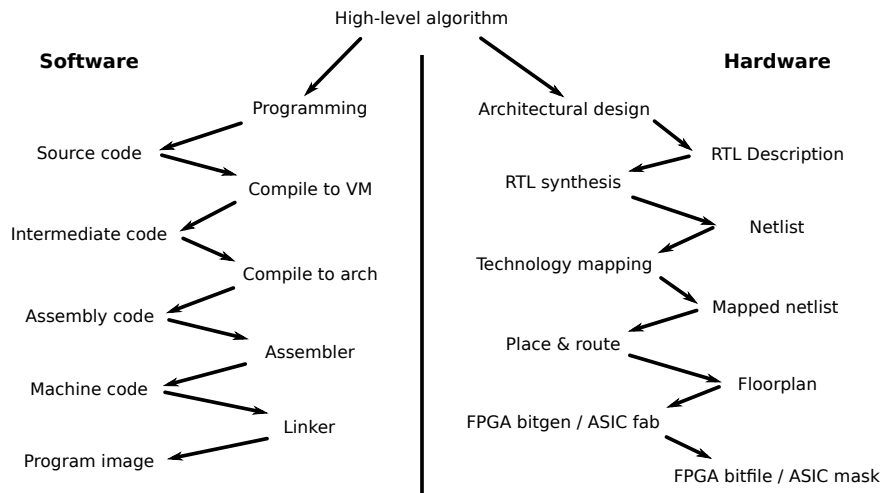 High-level algorithm
Software
Hardware
Programming
Architectural design
Source code
RTL Description
Compile to VM
RTL synthesis
Intermediate code
Netlist
Compile to arch
Technology mapping
Assembly code
Mapped netlist
Assembler
Place & route
Machine code
Floorplan
Linker
FPGA bitgen / ASIC fab
Program image
FPGA bitfile / ASIC mask